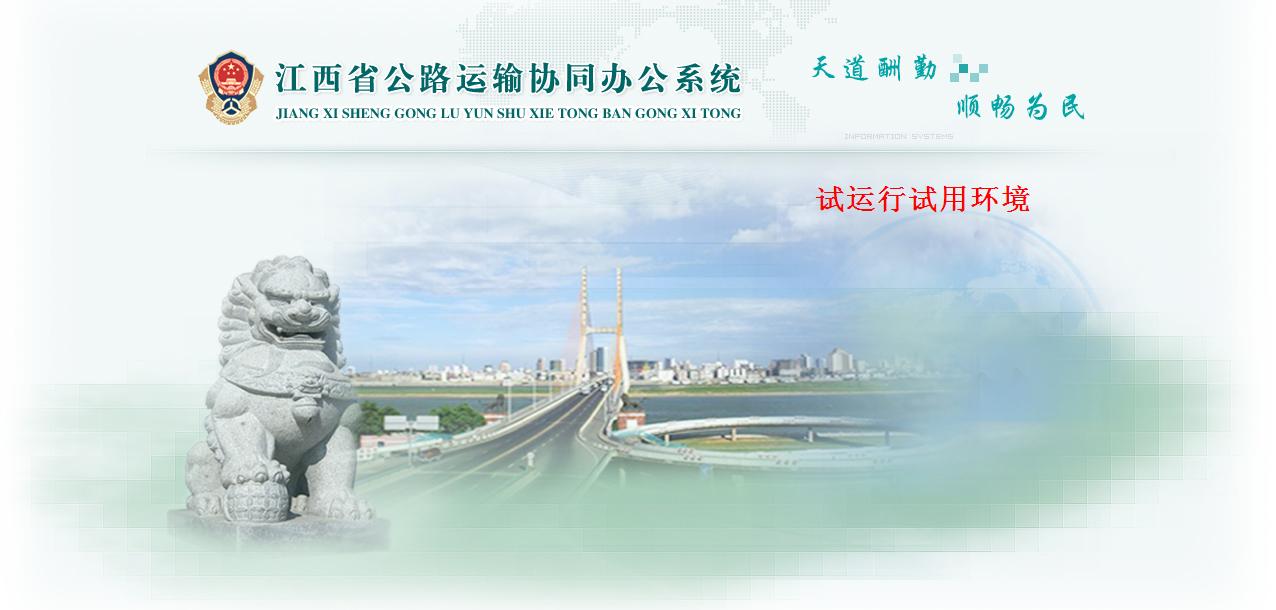 江西省公路运输协同办公系统
JIANG XI SHENG GONG LU YUN SHU XIE TONG BAN GONG XI TONG
天道酬勤
顺畅为民
INFORMATION SYSTEMS
试运行试用环境